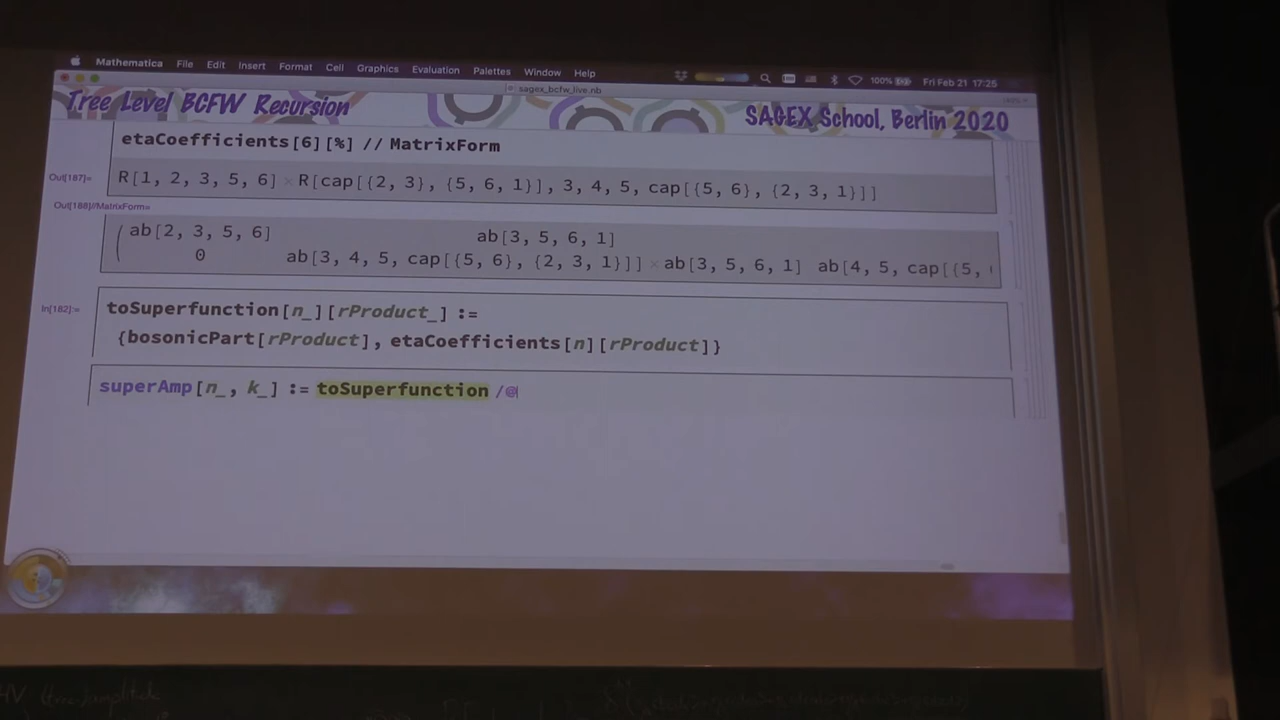 Mathematica File Edit Insert Format Cell Graphics Evaluation Palettes Window Help 100% Fri Feb 21 17:25
sagex_bcfw_live.nb
Tree Level BCFW Recursion SAGEX School, Berlin 2020
etaCoefficients[6][%] // MatrixForm
Out[187]= R[1, 2, 3, 5, 6] × R[cap[{2, 3}, {5, 6, 1}], 3, 4, 5, cap[{5, 6}, {2, 3, 1}]]
Out[188]//MatrixForm=
ab[2, 3, 5, 6] ab[3, 5, 6, 1]
0 ab[3, 4, 5, cap[{5, 6}, {2, 3, 1}]] × ab[3, 5, 6, 1] ab[4, 5, cap[{5,
In[182]:= toSuperfunction[n_][rProduct_] :=
{bosonicPart[rProduct], etaCoefficients[n][rProduct]}
superAmp[n_, k_] := toSuperfunction /@